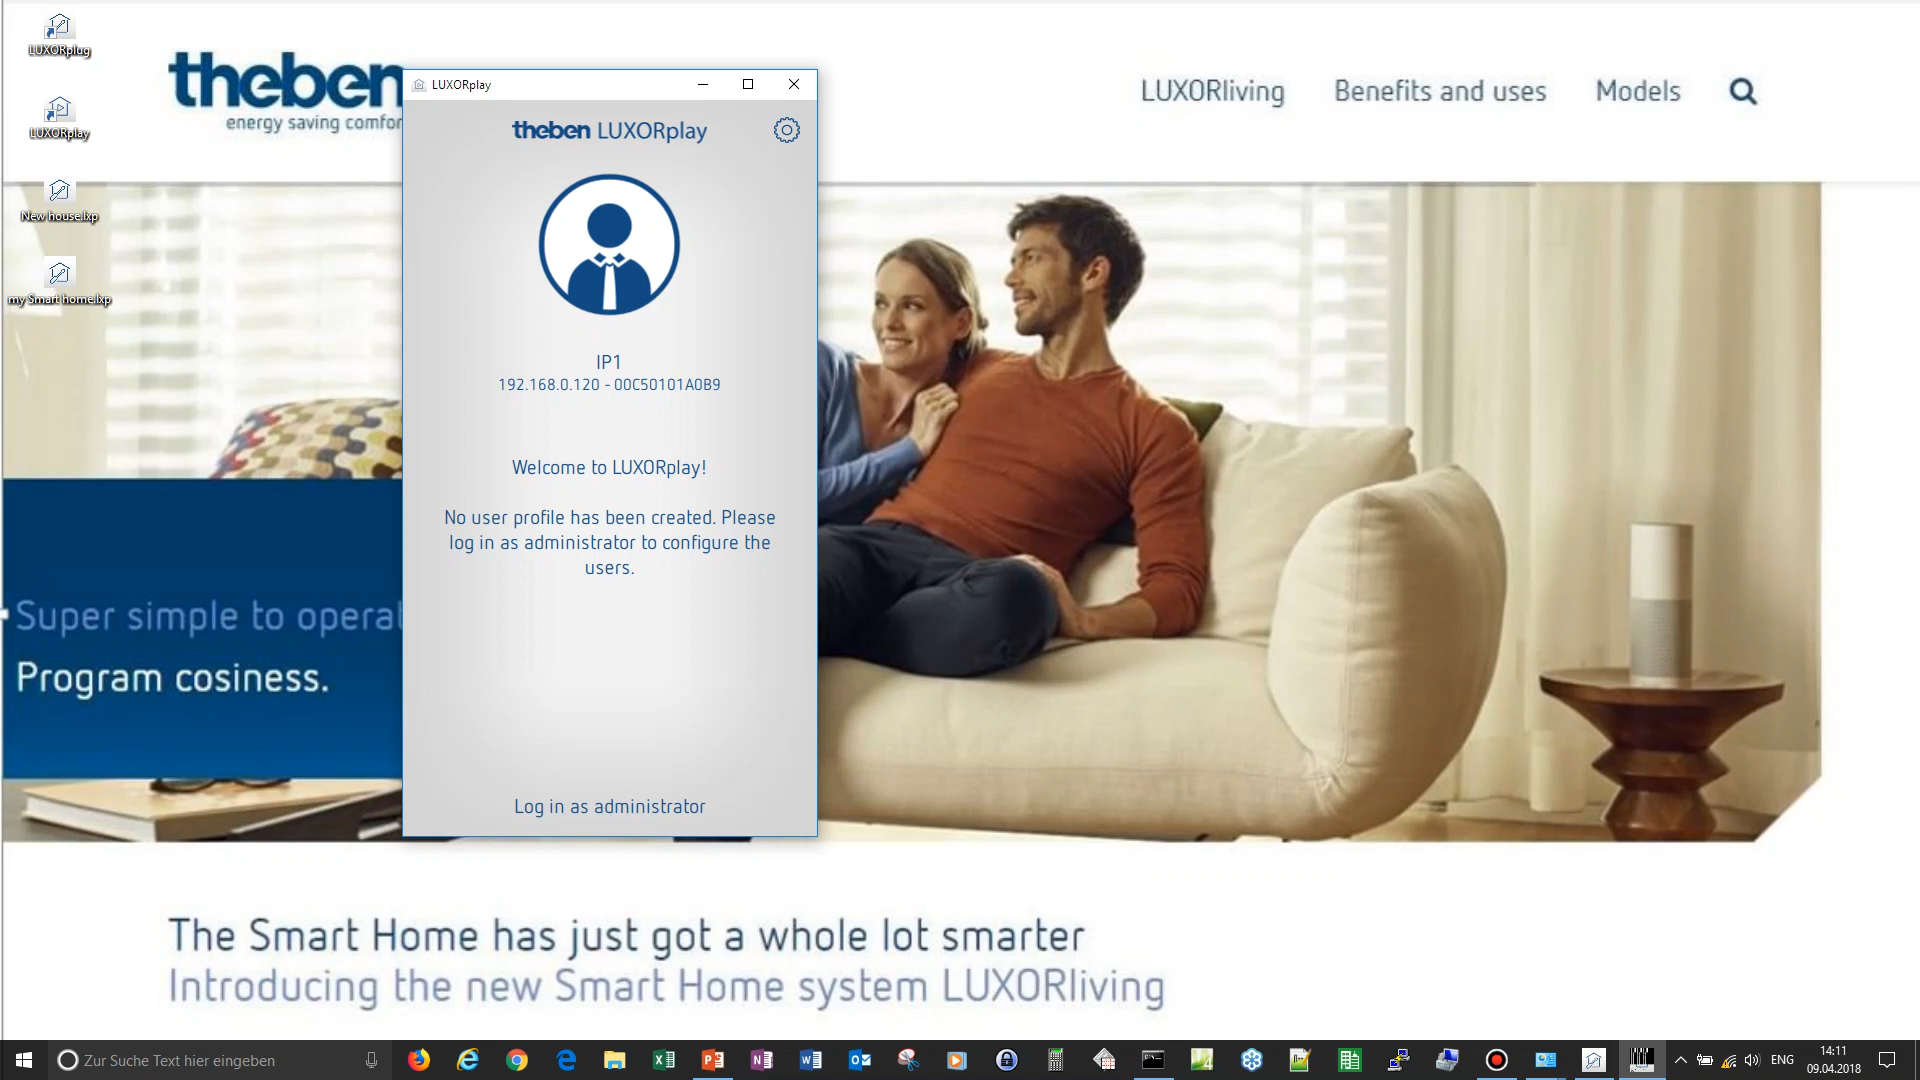 LUXORplug
LUXORplay
New house.lxp
my Smart home.lxp
theben
energy saving comfor
LUXORliving
Benefits and uses
Models
LUXORplay
theben LUXORplay
IP1
192.168.0.120 - 00C50101A0B9
Welcome to LUXORplay!
No user profile has been created. Please
log in as administrator to configure the
users.
Log in as administrator
Super simple to operat
Program cosiness.
The Smart Home has just got a whole lot smarter
Introducing the new Smart Home system LUXORliving
Zur Suche Text hier eingeben
ENG
14:11
09.04.2018